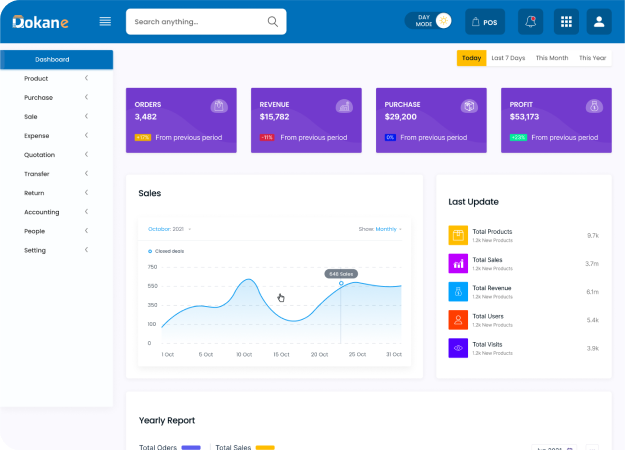 Dokane
Search anything...
DAY
MODE
POS
Dashboard
Today
Last 7 Days
This Month
This Year
Product
Purchase
Sale
Expense
Quotation
Transfer
Return
Accounting
People
Setting
ORDERS
3,482
+17%
From previous period
REVENUE
$15,782
-11%
From previous period
PURCHASE
$29,200
0%
From previous period
PROFIT
$53,173
+29%
From previous period
Sales
October: 2021
Show: Monthly
Closed deals
646 Sales
750
550
350
100
0
1 Oct
5 Oct
10 Oct
15 Oct
20 Oct
25 Oct
31 Oct
Last Update
Total Products
1.2k New Products
9.7k
Total Sales
1.2k New Products
3.7m
Total Revenue
1.2k New Products
6.1m
Total Users
1.2k New Products
5.4k
Total Visits
1.2k New Products
3.9k
Yearly Report
Total Oders
Total Sales